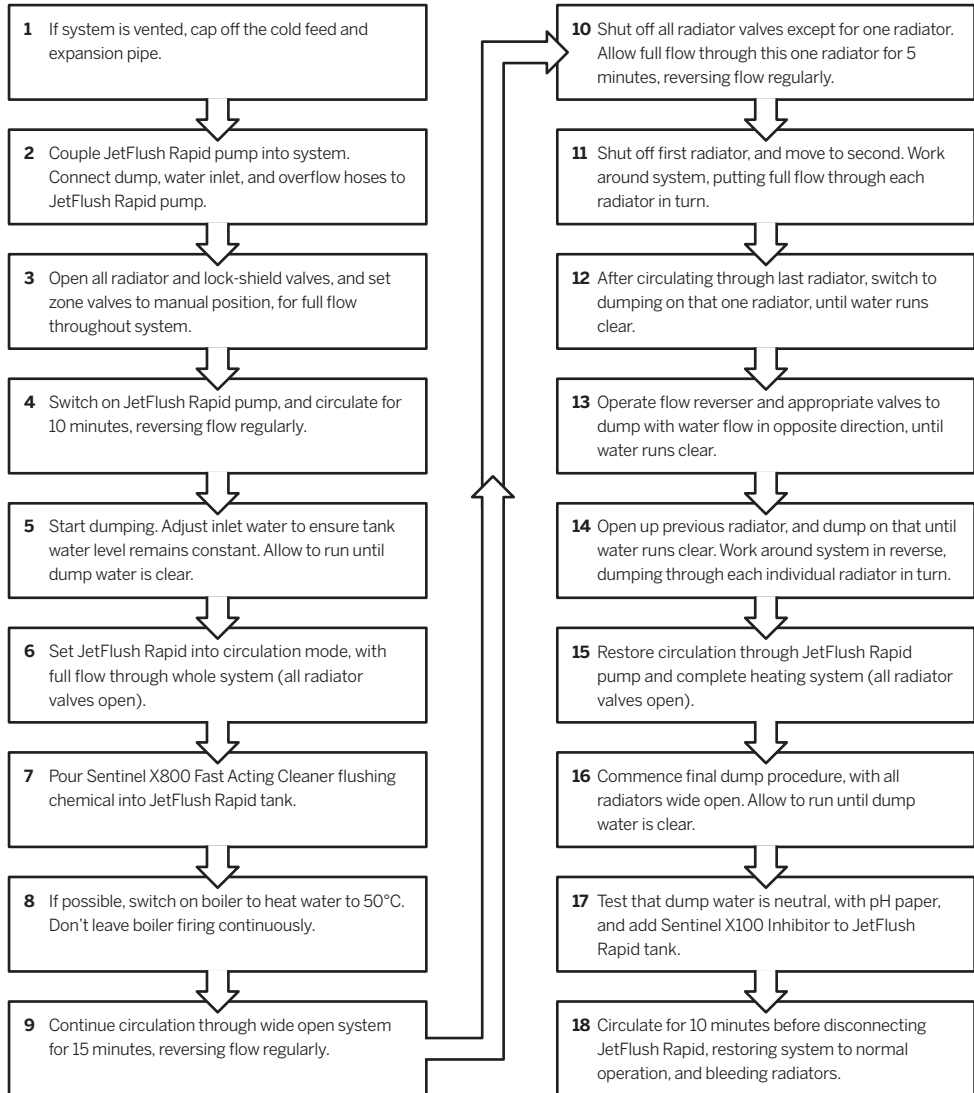 1 If system is vented, cap off the cold feed and
expansion pipe.
2 Couple JetFlush Rapid pump into system.
Connect dump, water inlet, and overflow hoses to
JetFlush Rapid pump.
3 Open all radiator and lock-shield valves, and set
zone valves to manual position, for full flow
throughout system.
4 Switch on JetFlush Rapid pump, and circulate for
10 minutes, reversing flow regularly.
5 Start dumping. Adjust inlet water to ensure tank
water level remains constant. Allow to run until
dump water is clear.
6 Set JetFlush Rapid into circulation mode, with
full flow through whole system (all radiator
valves open).
7 Pour Sentinel X800 Fast Acting Cleaner flushing
chemical into JetFlush Rapid tank.
8 If possible, switch on boiler to heat water to 50°C.
Don't leave boiler firing continuously.
9 Continue circulation through wide open system
for 15 minutes, reversing flow regularly.
10 Shut off all radiator valves except for one radiator.
Allow full flow through this one radiator for 5
minutes, reversing flow regularly.
11 Shut off first radiator, and move to second. Work
around system, putting full flow through each
radiator in turn.
12 After circulating through last radiator, switch to
dumping on that one radiator, until water runs
clear.
13 Operate flow reverser and appropriate valves to
dump with water flow in opposite direction, until
water runs clear.
14 Open up previous radiator, and dump on that until
water runs clear. Work around system in reverse,
dumping through each individual radiator in turn.
15 Restore circulation through JetFlush Rapid
pump and complete heating system (all radiator
valves open).
16 Commence final dump procedure, with all
radiators wide open. Allow to run until dump
water is clear.
17 Test that dump water is neutral, with pH paper,
and add Sentinel X100 Inhibitor to JetFlush
Rapid tank.
18 Circulate for 10 minutes before disconnecting
JetFlush Rapid, restoring system to normal
operation, and bleeding radiators.